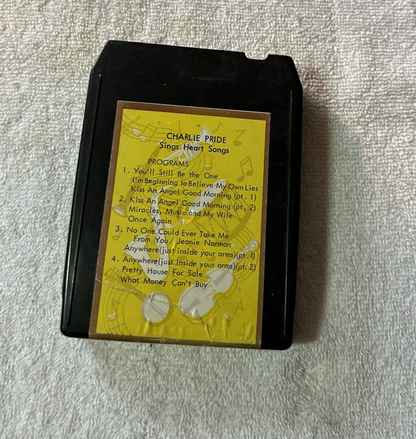 CHARLIE PRIDE
Sings Heart Songs
PROGRAMS
1. You'll Still Be the One
I'm Beginning to Believe My Own Lies
Kiss An Angel Good Morning (pt. 1)
2. Kiss An Angel Good Morning (pt. 2)
Miracles, Music and My Wife
Once Again
3. No One Could Ever Take Me
From You Jeanie Norman
Anywhere(just inside your arms)(pt. 1)
4. Anywhere(just inside your arms)(pt. 2)
Pretty House For Sale
What Money Can't Buy